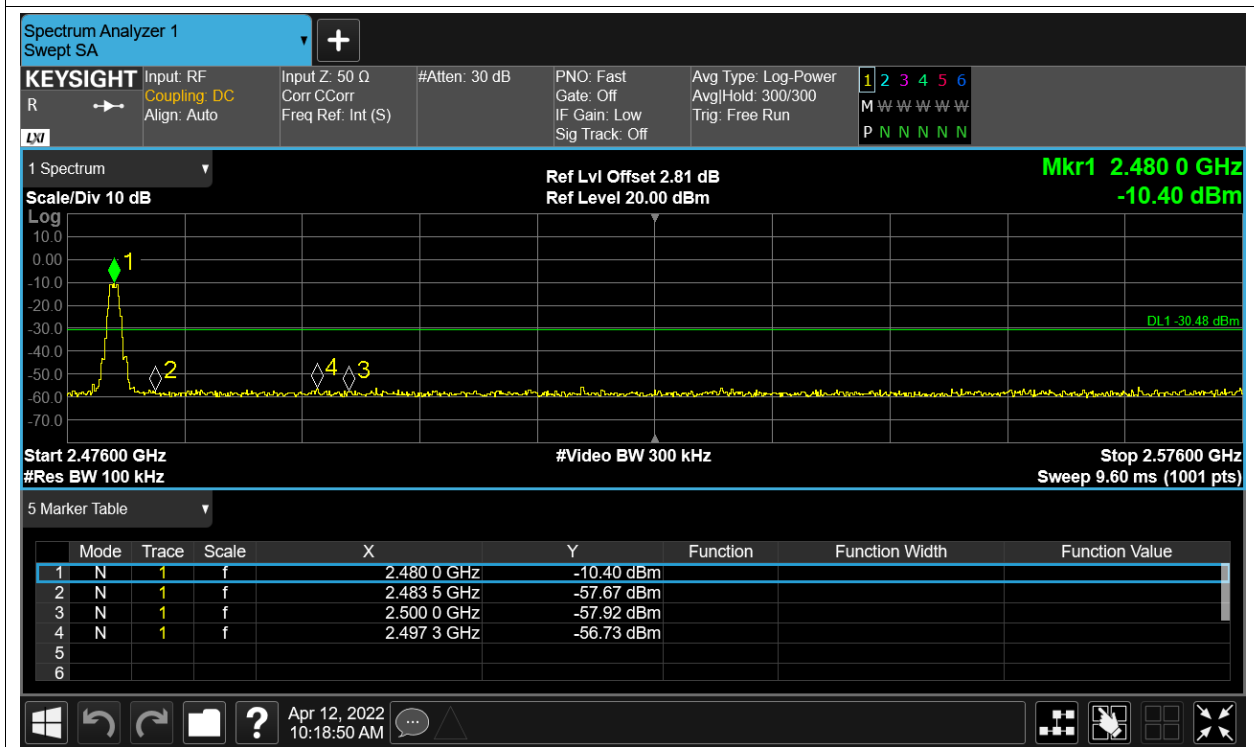 Spectrum Analyzer 1
Swept SA
KEYSIGHT
R
LXI
Input: RF
Coupling: DC
Align: Auto
Input Z: 50 Ω
Corr CCorr
Freq Ref: Int (S)
#Atten: 30 dB
PNO: Fast
Gate: Off
IF Gain: Low
Sig Track: Off
Avg Type: Log-Power
Avg|Hold: 300/300
Trig: Free Run
1 2 3 4 5 6
M W W W W W
P N N N N N
1 Spectrum
Scale/Div 10 dB
Ref Lvl Offset 2.81 dB
Ref Level 20.00 dBm
Mkr1 2.480 0 GHz
-10.40 dBm
Log
10.0
0.00
-10.0
-20.0
-30.0
-40.0
-50.0
-60.0
-70.0
1
2
4
3
DL1 -30.48 dBm
Start 2.47600 GHz
#Res BW 100 kHz
#Video BW 300 kHz
Stop 2.57600 GHz
Sweep 9.60 ms (1001 pts)
5 Marker Table
Mode Trace Scale X Y Function Function Width Function Value
1 N 1 f 2.480 0 GHz -10.40 dBm
2 N 1 f 2.483 5 GHz -57.67 dBm
3 N 1 f 2.500 0 GHz -57.92 dBm
4 N 1 f 2.497 3 GHz -56.73 dBm
5
6
?
Apr 12, 2022
10:18:50 AM